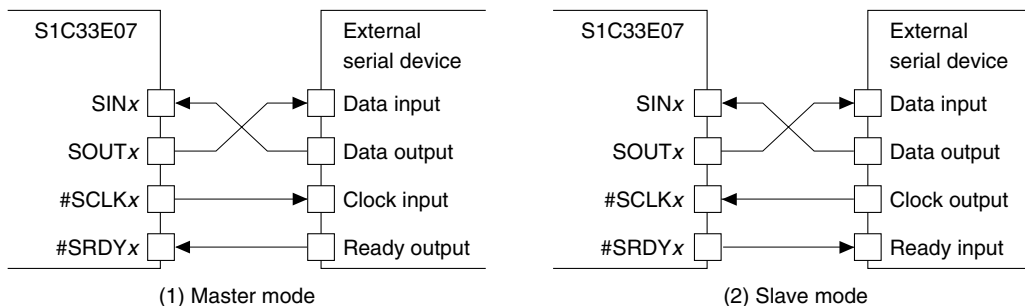 S1C33E07
External
serial device
SINx
Data input
SOUTx
Data output
#SCLKx
Clock input
#SRDYx
Ready output
(1) Master mode
S1C33E07
External
serial device
SINx
Data input
SOUTx
Data output
#SCLKx
Clock output
#SRDYx
Ready input
(2) Slave mode